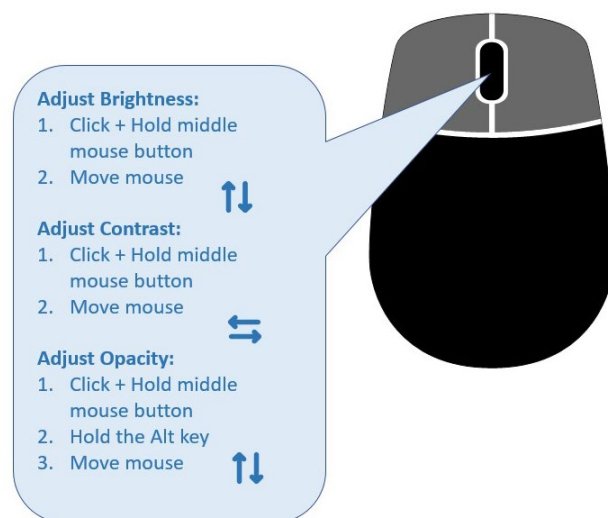 Adjust Brightness:
1. Click + Hold middle
mouse button
2. Move mouse
Adjust Contrast:
1. Click + Hold middle
mouse button
2. Move mouse
Adjust Opacity:
1. Click + Hold middle
mouse button
2. Hold the Alt key
3. Move mouse